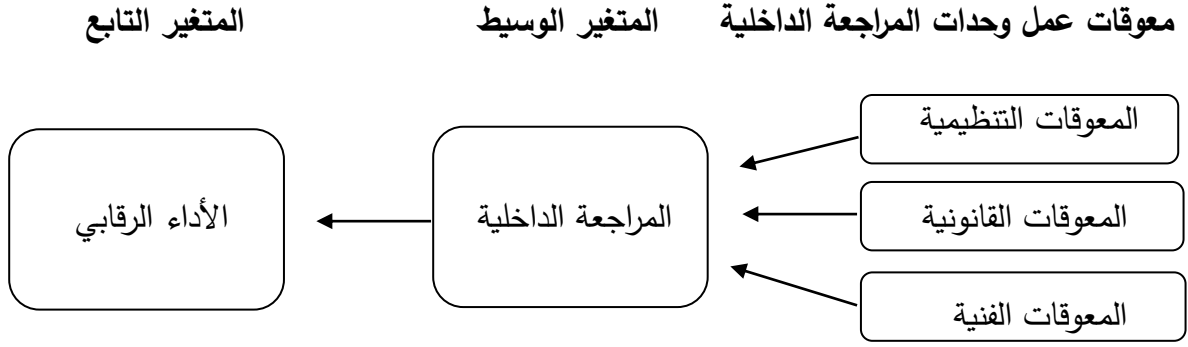 معوقات عمل وحدات المراجعة الداخلية
المتغير الوسيط
المتغير التابع
المعوقات التنظيمية
المعوقات القانونية
المعوقات الفنية
المراجعة الداخلية
الأداء الرقابي